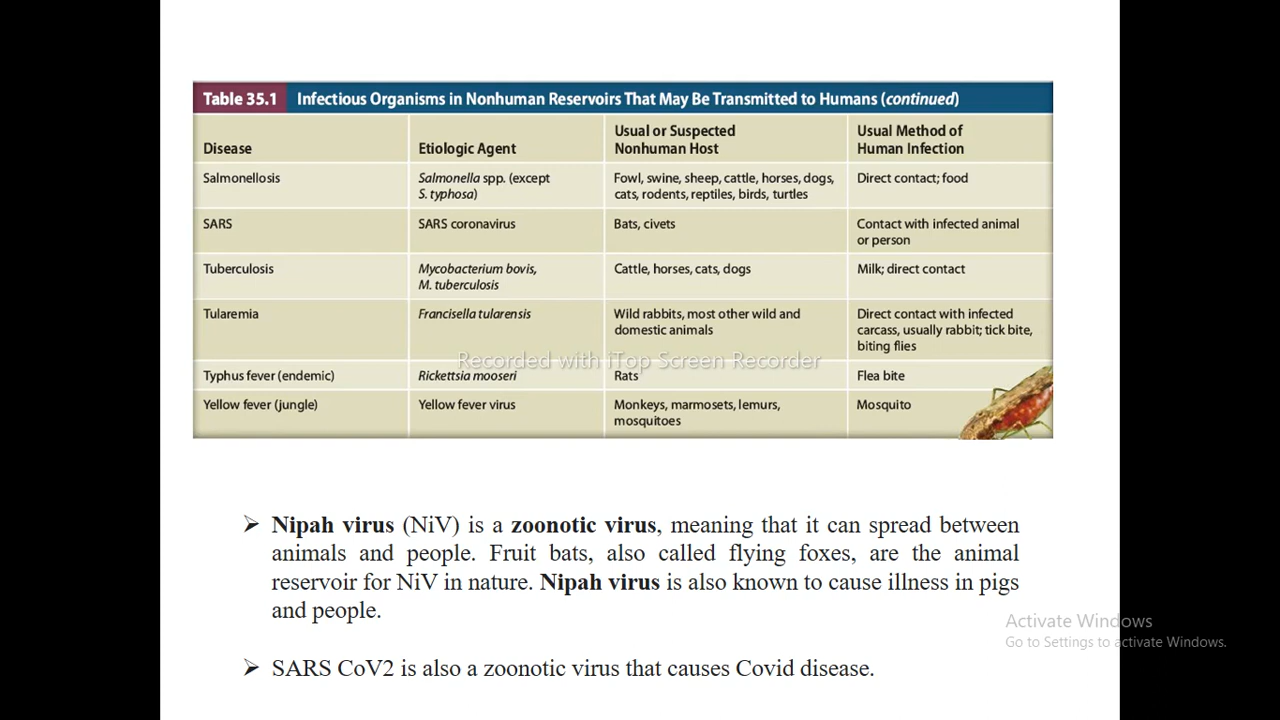 Table 35.1 Infectious Organisms in Nonhuman Reservoirs That May Be Transmitted to Humans (continued)
Disease Etiologic Agent Usual or Suspected Nonhuman Host Usual Method of Human Infection
Salmonellosis Salmonella spp. (except S. typhosa) Fowl, swine, sheep, cattle, horses, dogs, cats, rodents, reptiles, birds, turtles Direct contact; food
SARS SARS coronavirus Bats, civets Contact with infected animal or person
Tuberculosis Mycobacterium bovis, M. tuberculosis Cattle, horses, cats, dogs Milk; direct contact
Tularemia Francisella tularensis Wild rabbits, most other wild and domestic animals Direct contact with infected carcass, usually rabbit; tick bite, biting flies
Recorded with iTop Screen Recorder
Typhus fever (endemic) Rickettsia mooseri Rats Flea bite
Yellow fever (jungle) Yellow fever virus Monkeys, marmosets, lemurs, mosquitoes Mosquito
➢ Nipah virus (NiV) is a zoonotic virus, meaning that it can spread between
animals and people. Fruit bats, also called flying foxes, are the animal
reservoir for NiV in nature. Nipah virus is also known to cause illness in pigs
and people.
Activate Windows
Go to Settings to activate Windows.
➢ SARS CoV2 is also a zoonotic virus that causes Covid disease.